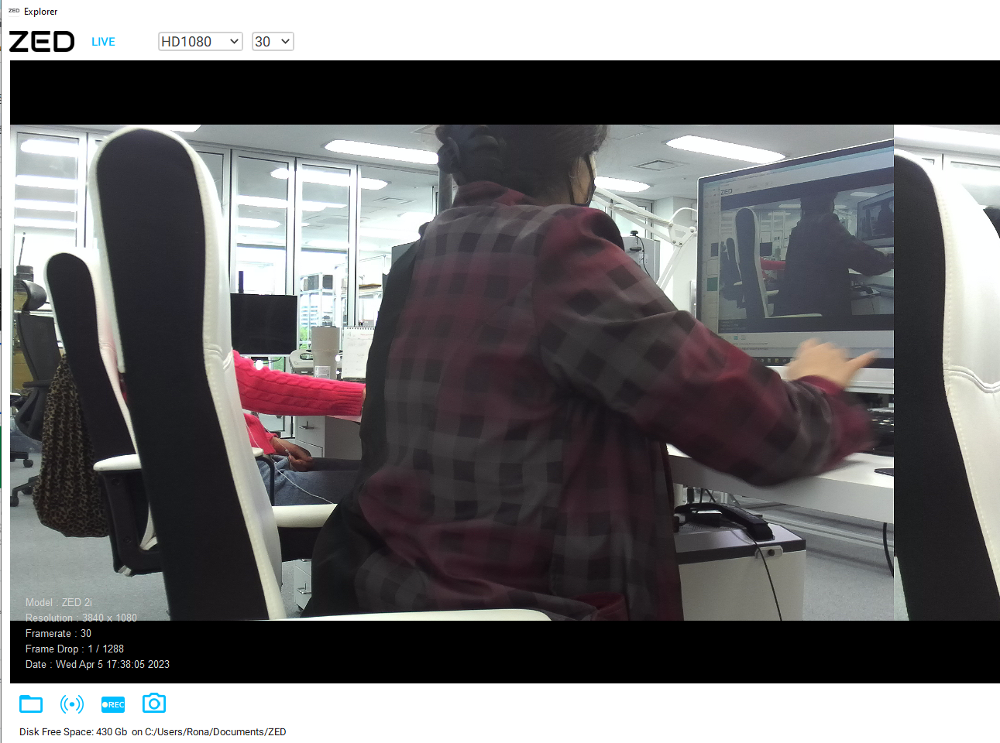 ZED Explorer
ZED LIVE HD1080 30
ZED
Model : ZED 2i
Resolution : 3840 x 1080
Framerate : 30
Frame Drop : 1 / 1288
Date : Wed Apr 5 17:38:05 2023
REC
Disk Free Space: 430 Gb on C:/Users/Rona/Documents/ZED